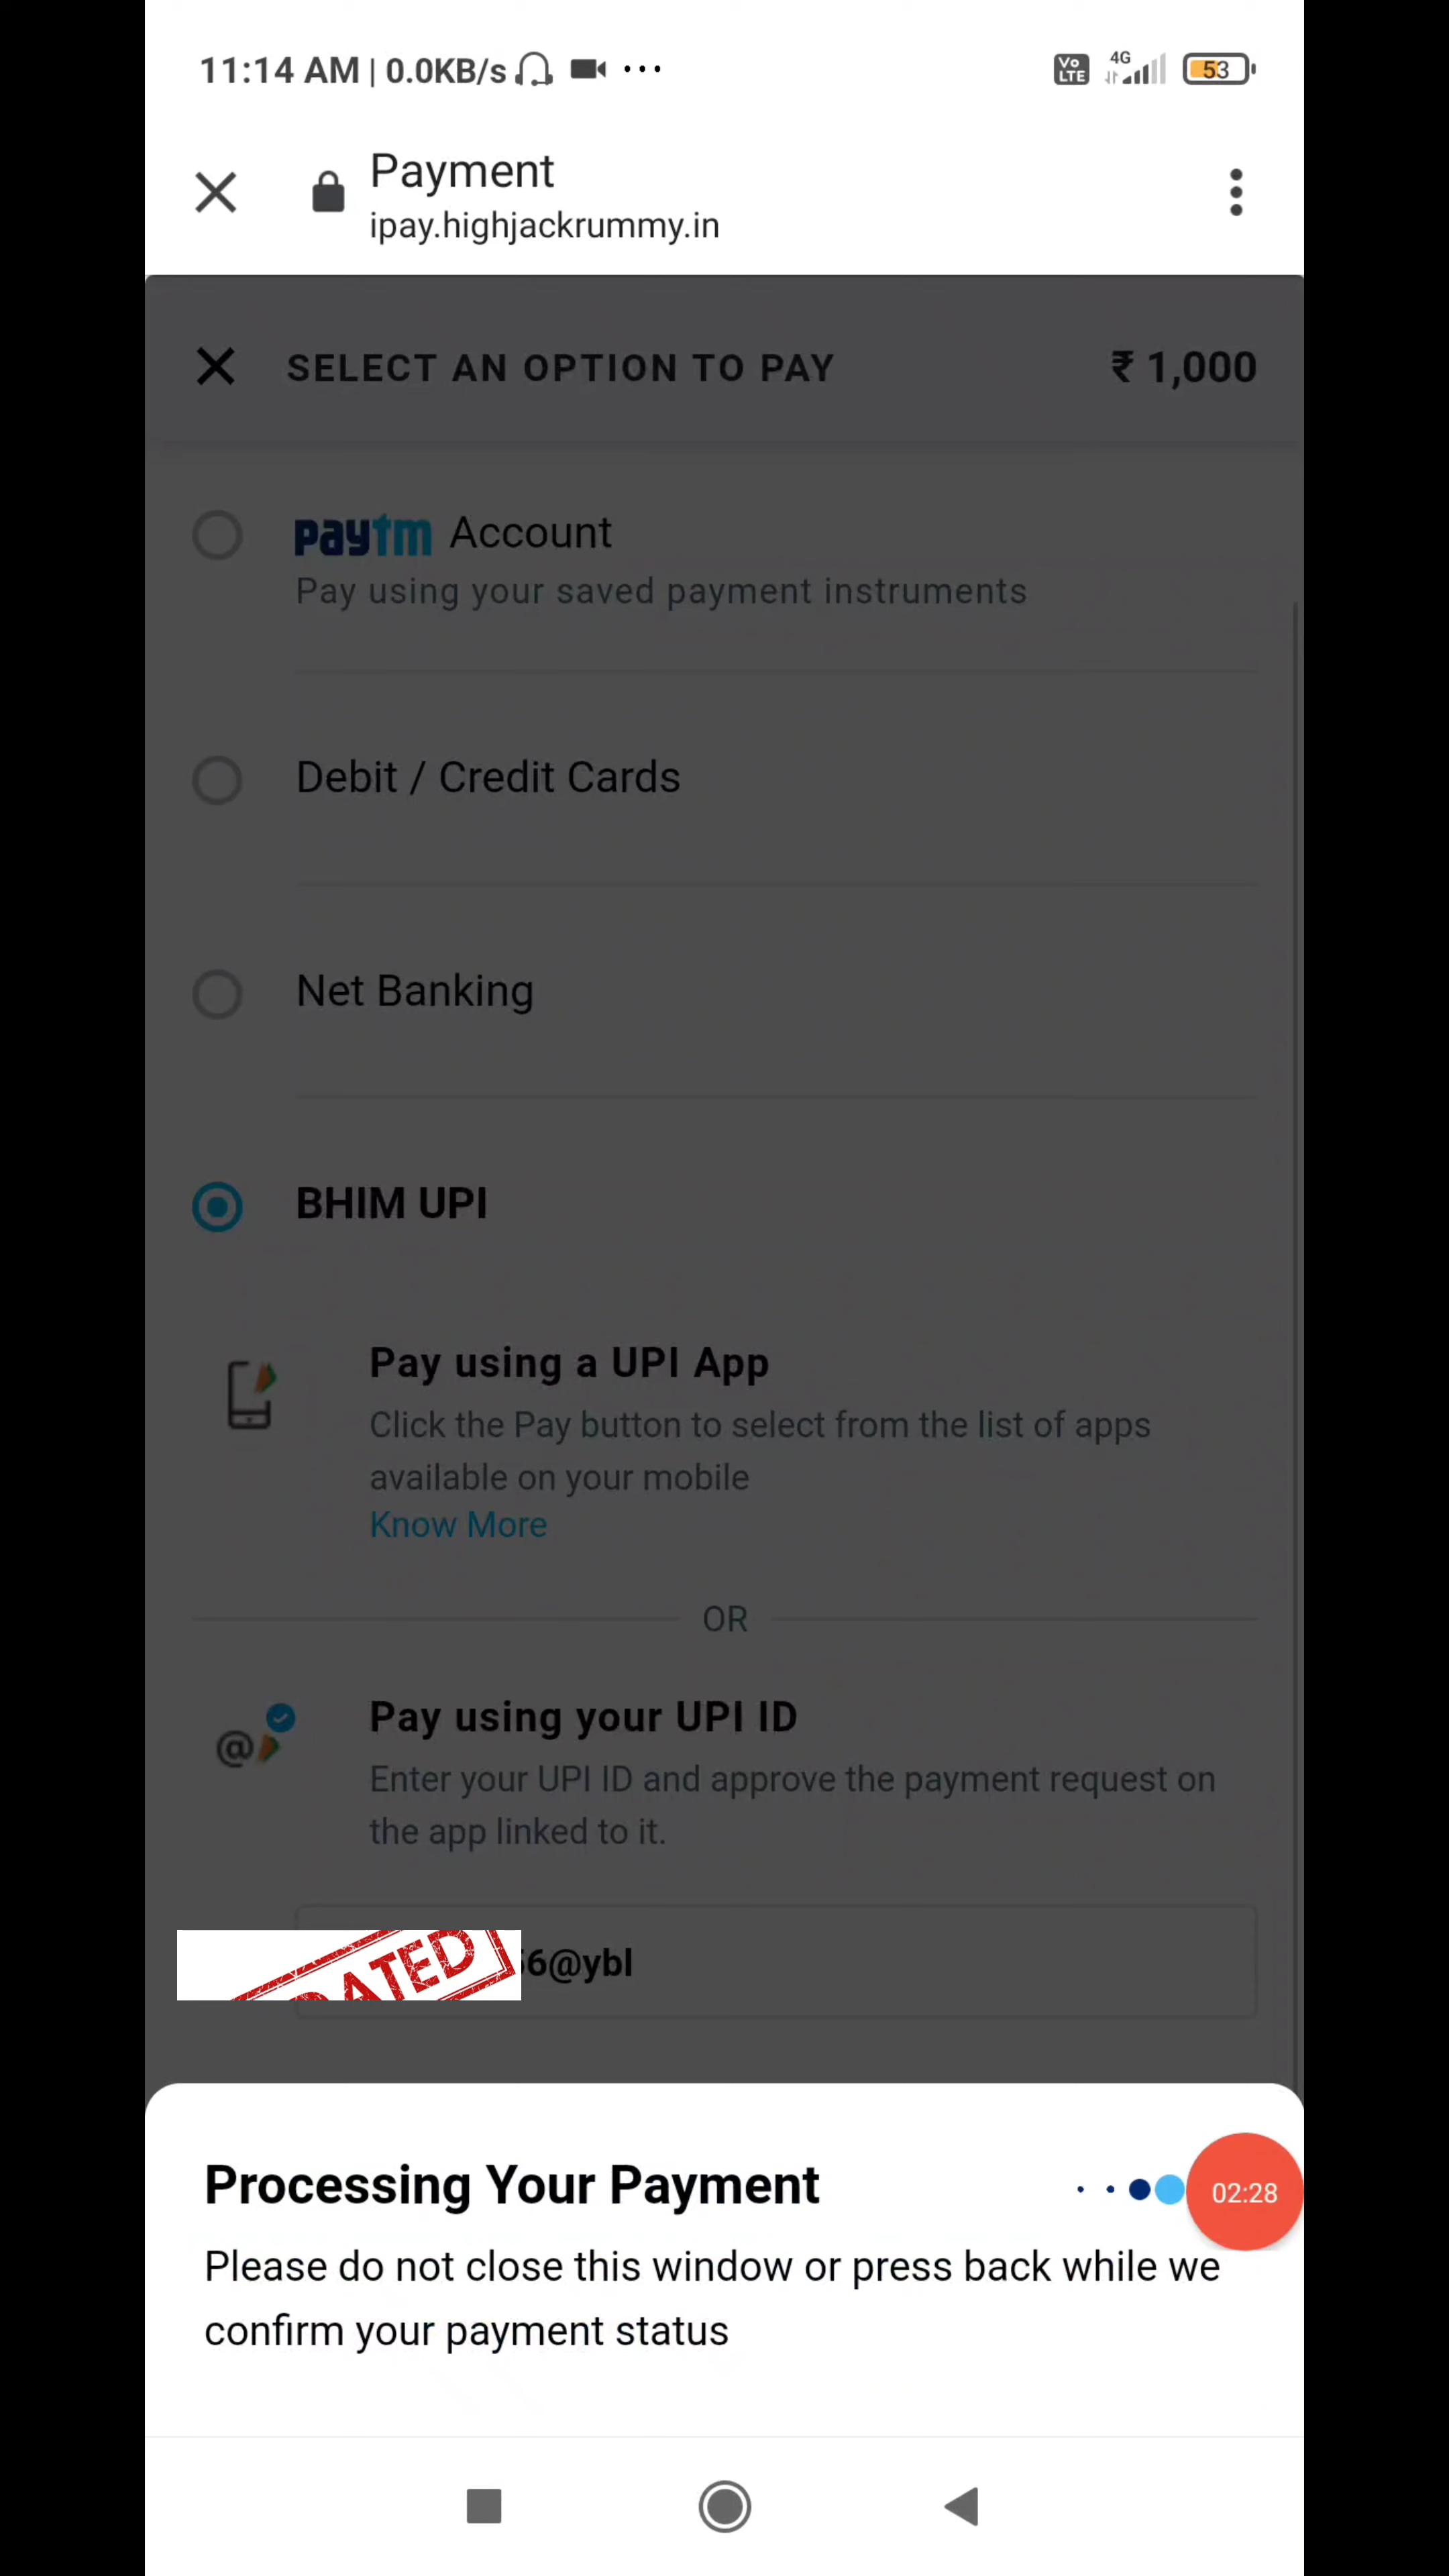 11:14 AM | 0.0KB/s ...
Vo LTE 4G 53
Payment
ipay.highjackrummy.in
SELECT AN OPTION TO PAY ₹ 1,000
paytm Account
Pay using your saved payment instruments
Debit / Credit Cards
Net Banking
BHIM UPI
Pay using a UPI App
Click the Pay button to select from the list of apps
available on your mobile
Know More
OR
Pay using your UPI ID
Enter your UPI ID and approve the payment request on
the app linked to it.
ATED 6@ybl
Processing Your Payment 02:28
Please do not close this window or press back while we
confirm your payment status